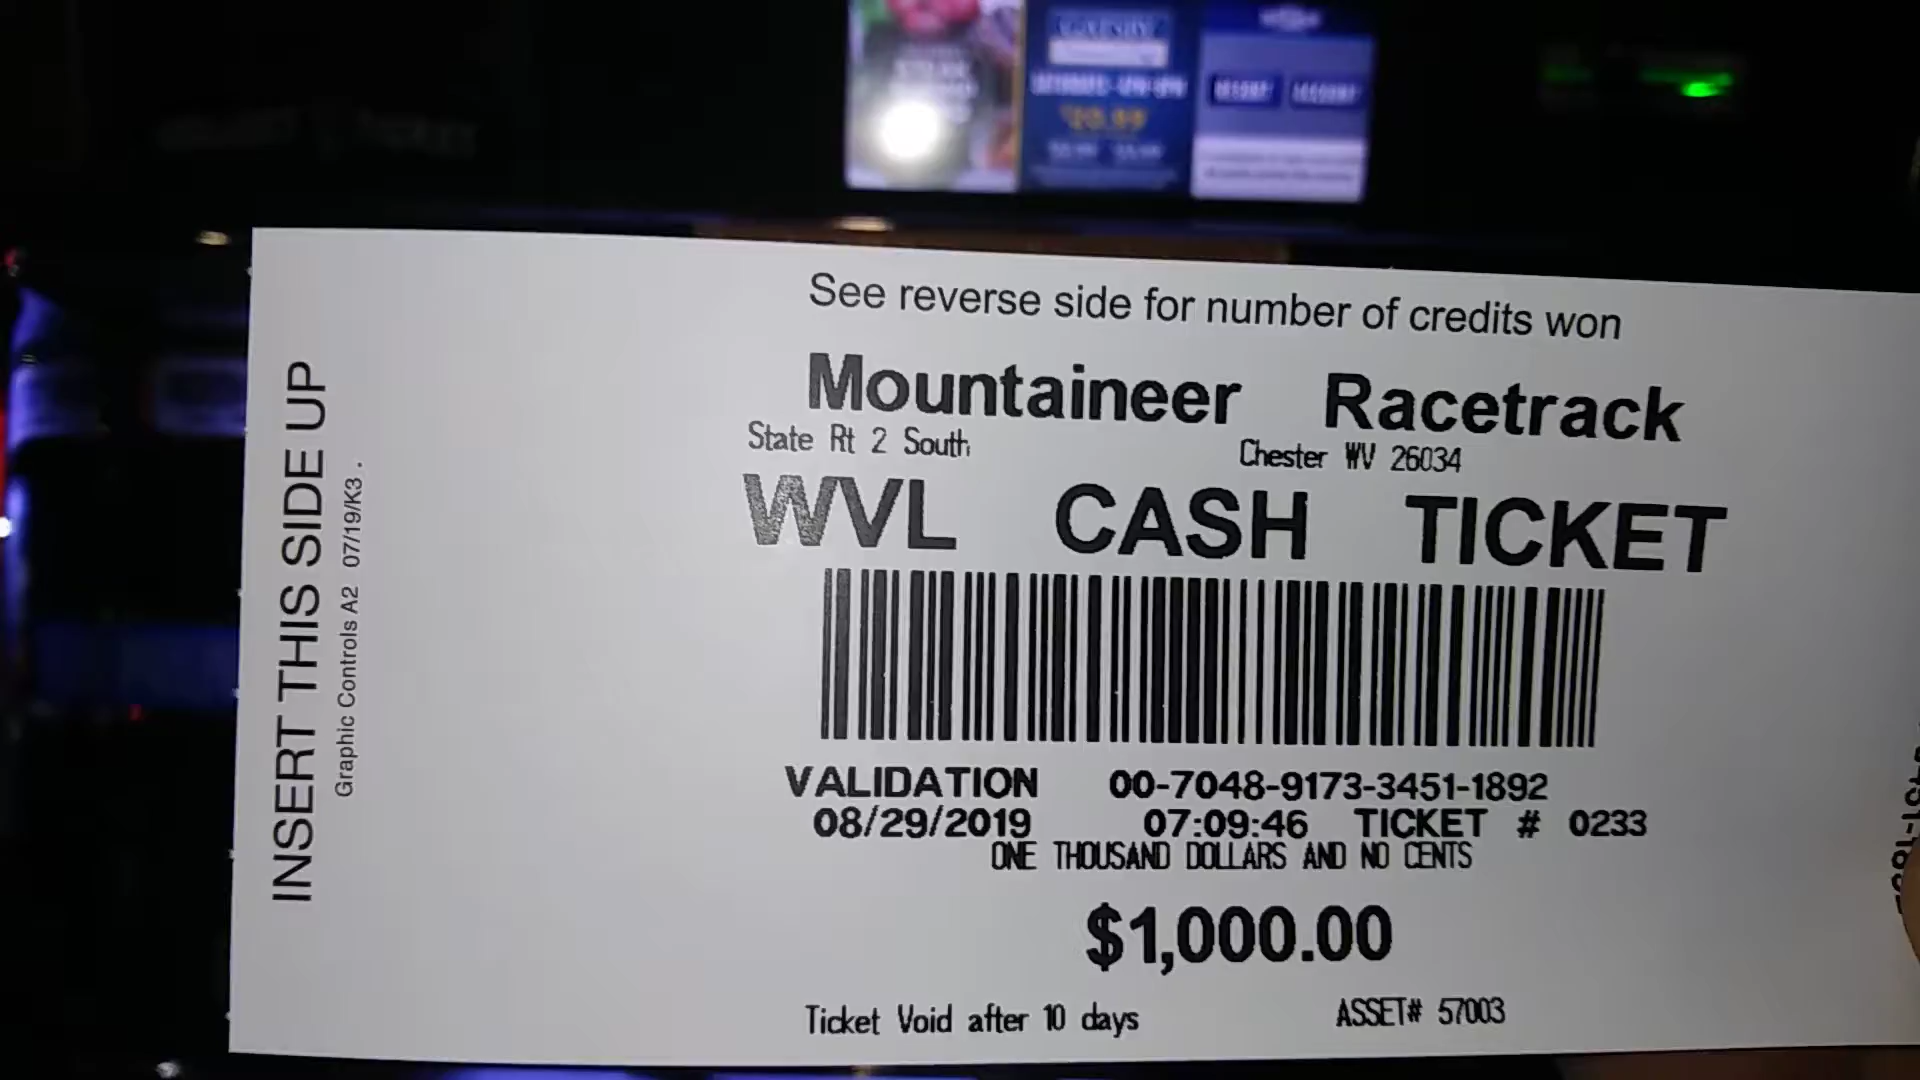 See reverse side for number of credits won
Mountaineer Racetrack
State Rt 2 South Chester WV 26034
WVL CASH TICKET
VALIDATION 00-7048-9173-3451-1892
08/29/2019 07:09:46 TICKET # 0233
ONE THOUSAND DOLLARS AND NO CENTS
$1,000.00
Ticket Void after 10 days ASSET# 57003
INSERT THIS SIDE UP
Graphic Controls A2 07/19/K3.